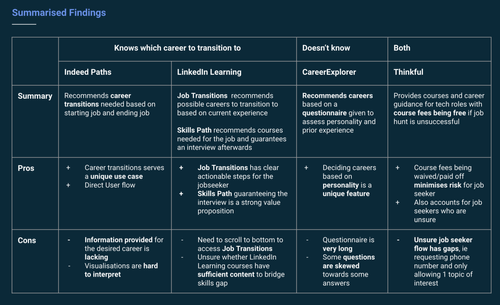 Summarised Findings
Knows which career to transition to
Doesn't know
Both
Indeed Paths
LinkedIn Learning
CareerExplorer
Thinkful
Summary
Recommends career
transitions needed based on
starting job and ending job
Job Transitions recommends
possible careers to transition to
based on current experience
Skills Path recommends courses
needed for the job and guarantees
an interview afterwards
Recommends careers
based on a
questionnaire given to
assess personality and
prior experience
Provides courses and career
guidance for tech roles with
course fees being free if job
hunt is unsuccessful
Pros
+ Career transitions serves
a unique use case
+ Direct User flow
+ Job Transitions has clear
actionable steps for the
jobseeker
+ Skills Path guaranteeing the
interview is a strong value
proposition
+ Deciding careers
based on
personality is a
unique feature
+ Course fees being
waived/paid off
minimises risk for job
seeker
+ Also accounts for job
seekers who are
unsure
Cons
- Information provided for
the desired career is
lacking
- Visualisations are hard
to interpret
- Need to scroll to bottom to
access Job Transitions
- Unsure whether LinkedIn
Learning courses have
sufficient content to bridge
skills gap
- Questionnaire is
very long
- Some questions
are skewed
towards some
answers
- Unsure job seeker
flow has gaps, ie
requesting phone
number and only
allowing 1 topic of
interest